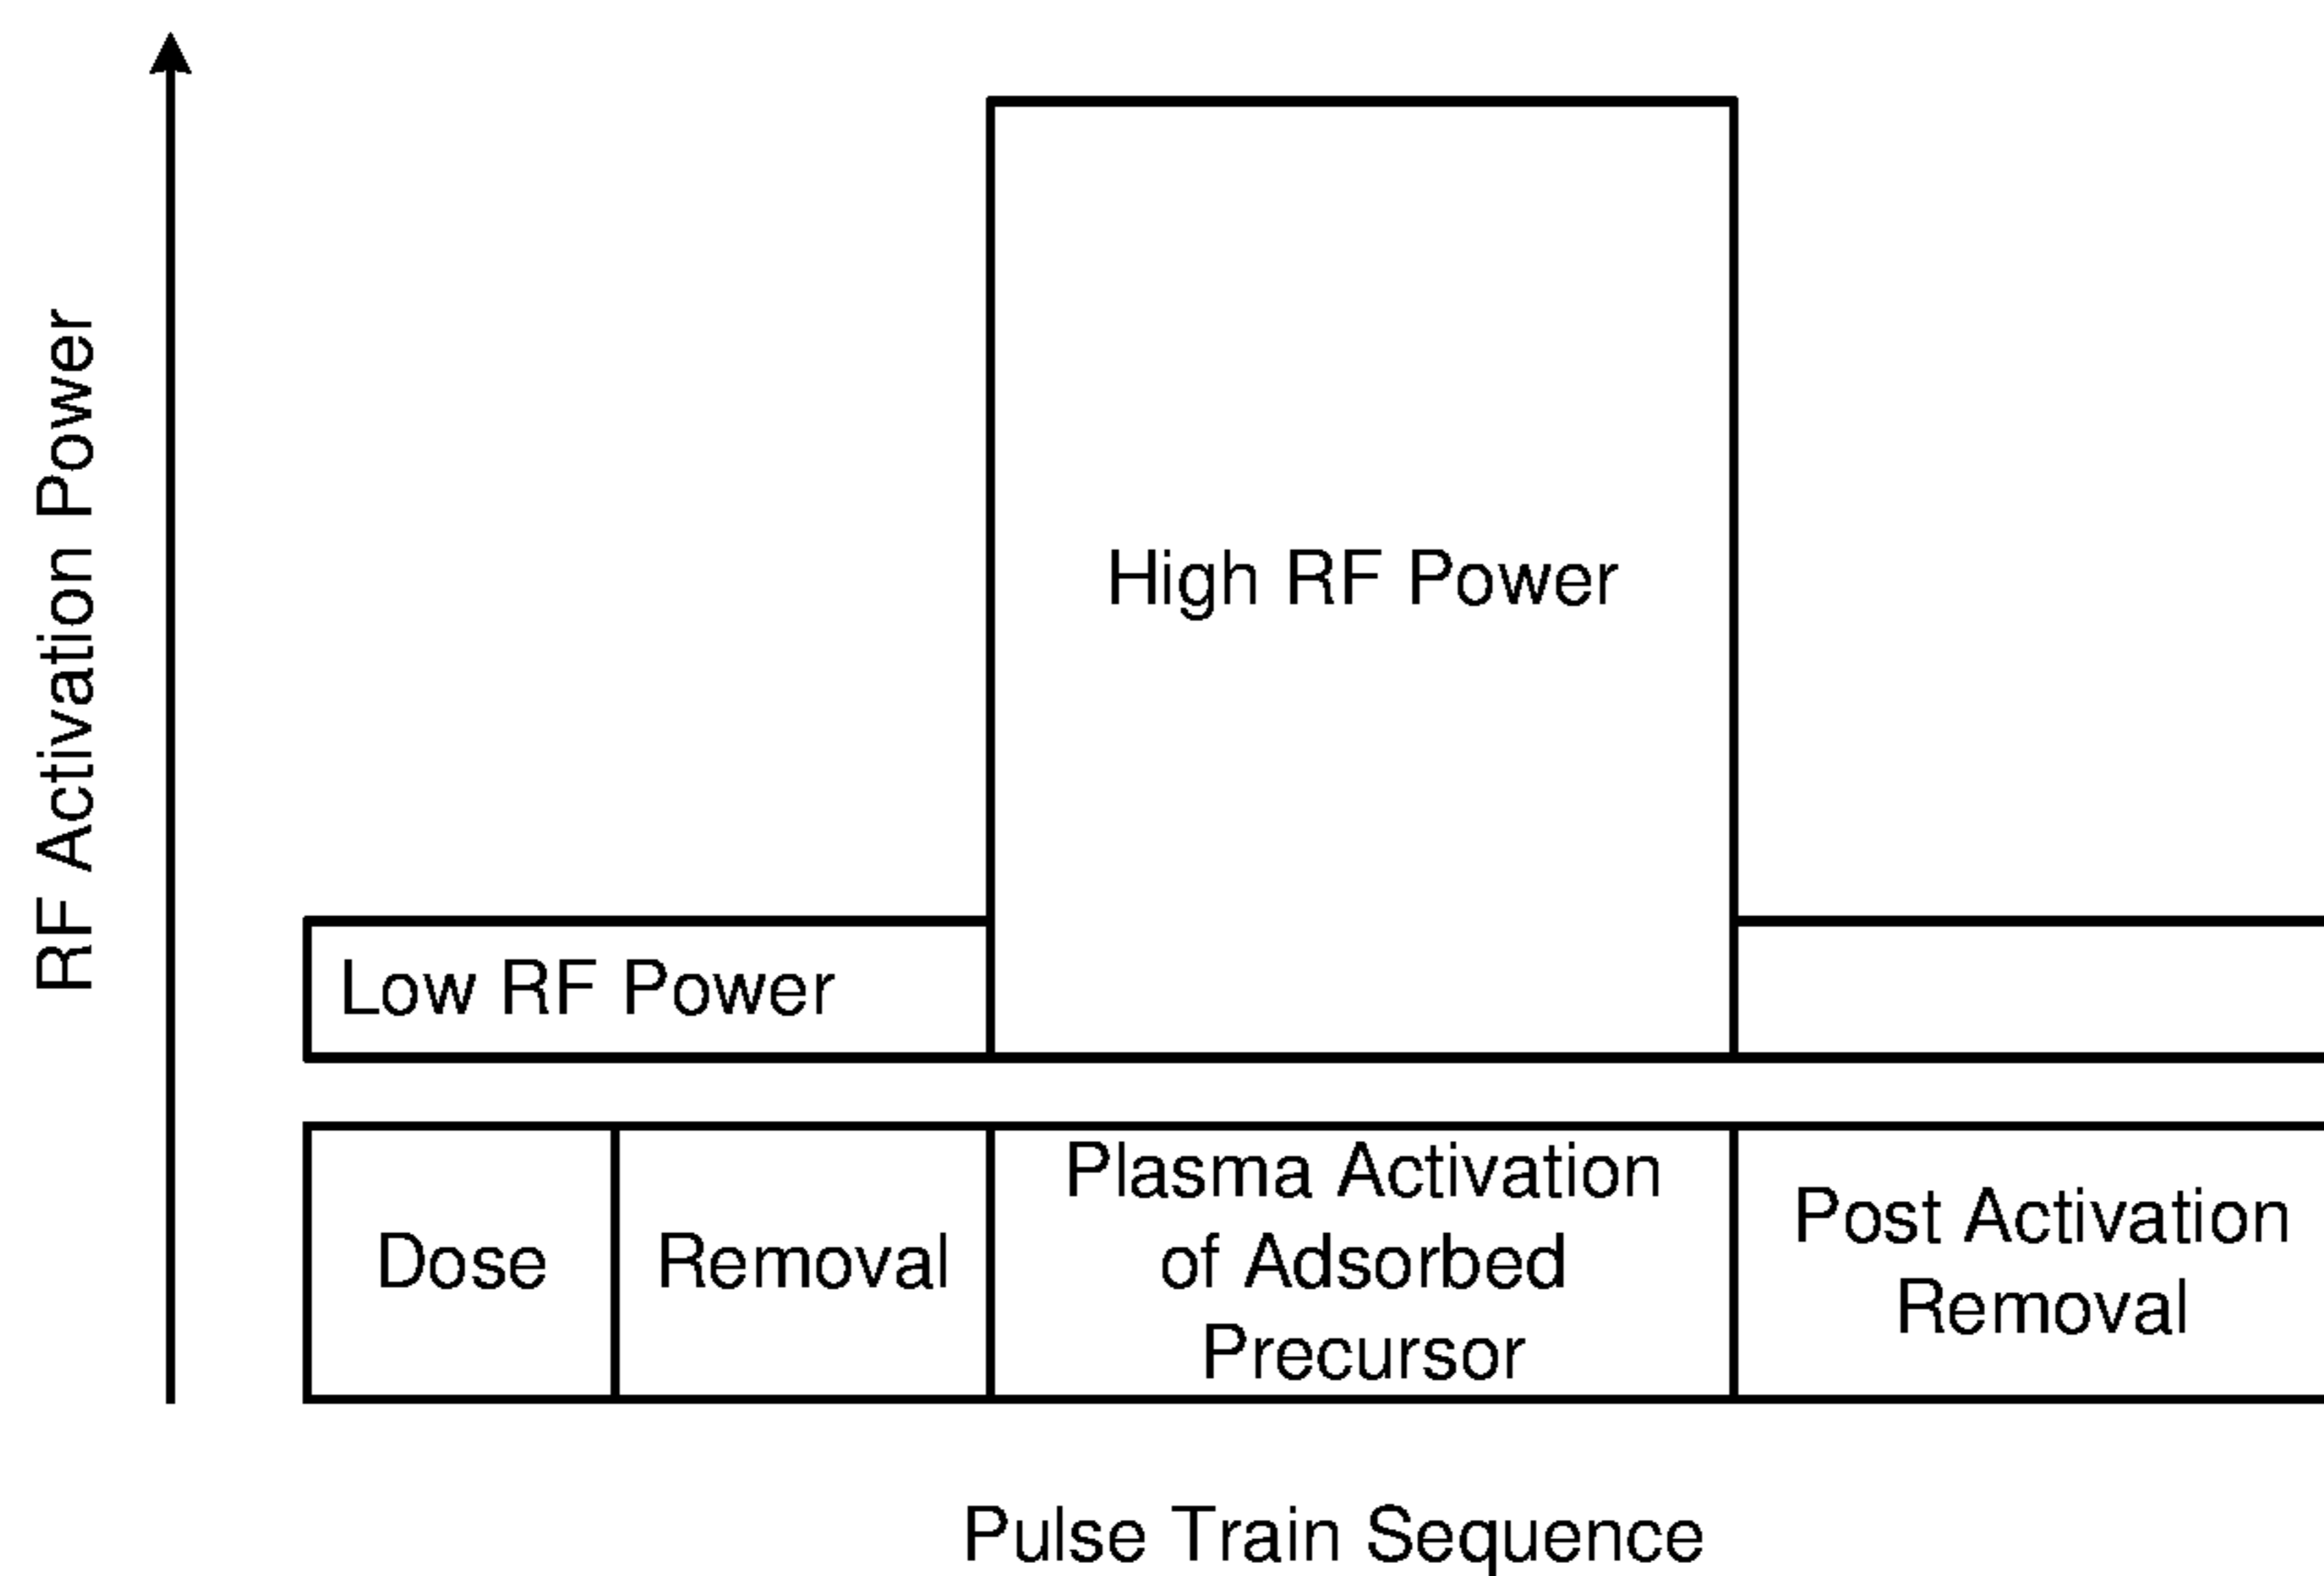 RF Activation Power
High RF Power
Low RF Power
Dose
Removal
Plasma Activation
of Adsorbed
Precursor
Post Activation
Removal
Pulse Train Sequence